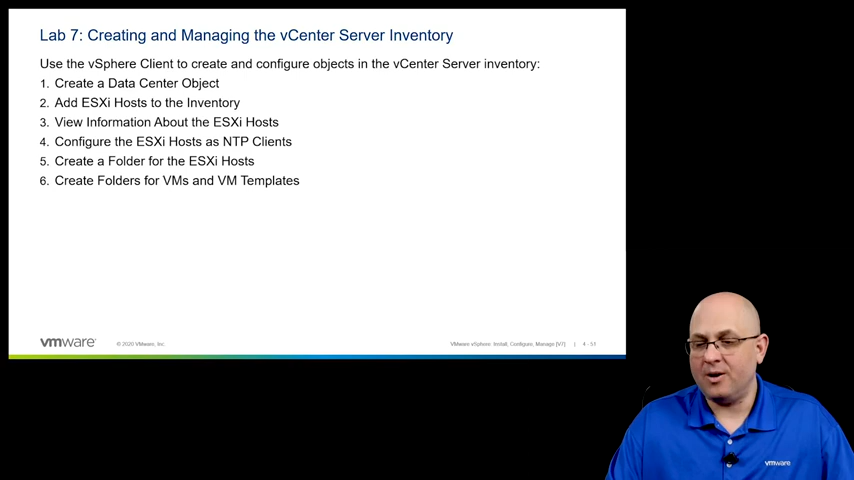 Lab 7: Creating and Managing the vCenter Server Inventory
Use the vSphere Client to create and configure objects in the vCenter Server inventory:
1. Create a Data Center Object
2. Add ESXi Hosts to the Inventory
3. View Information About the ESXi Hosts
4. Configure the ESXi Hosts as NTP Clients
5. Create a Folder for the ESXi Hosts
6. Create Folders for VMs and VM Templates
vmware © 2020 VMware, Inc. VMware vSphere: Install, Configure, Manage [V7] | 4 - 51
vmware